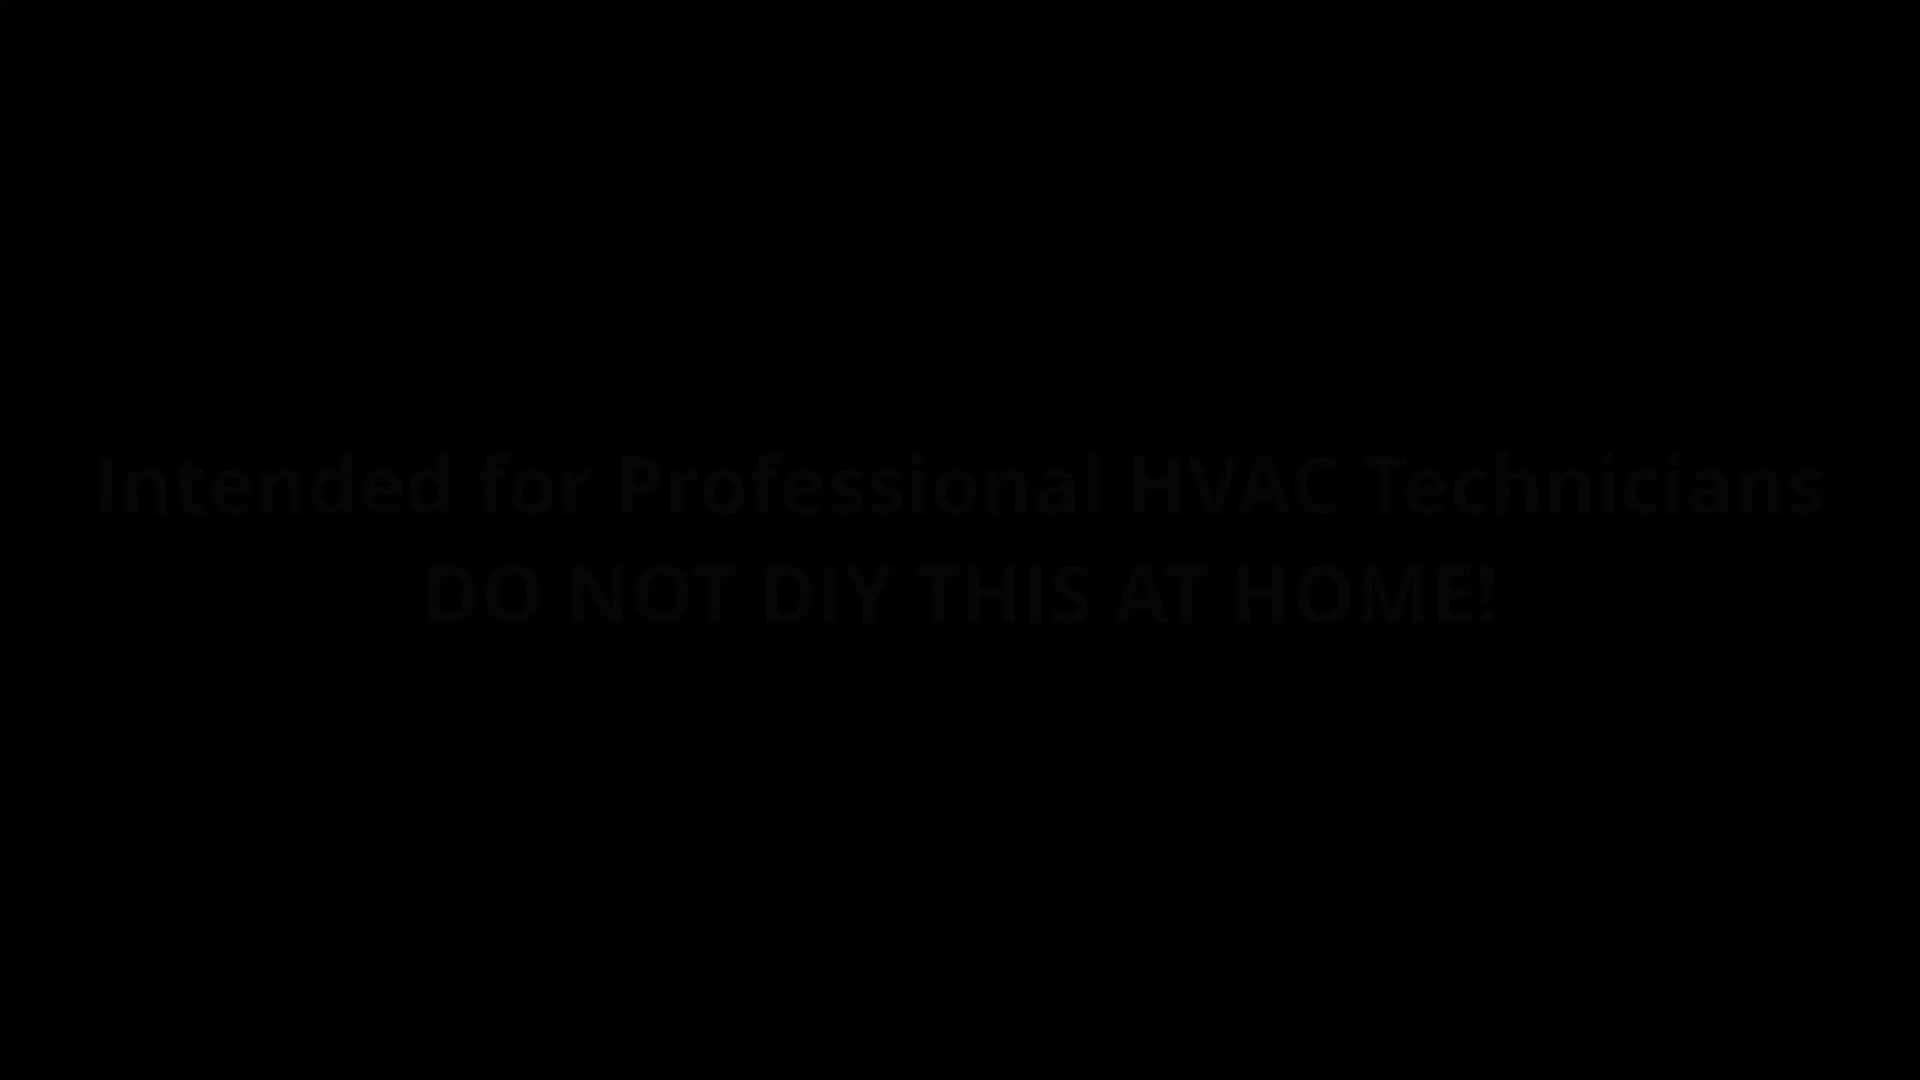 Intended for Professional HVAC Technicians
DO NOT DIY THIS AT HOME!